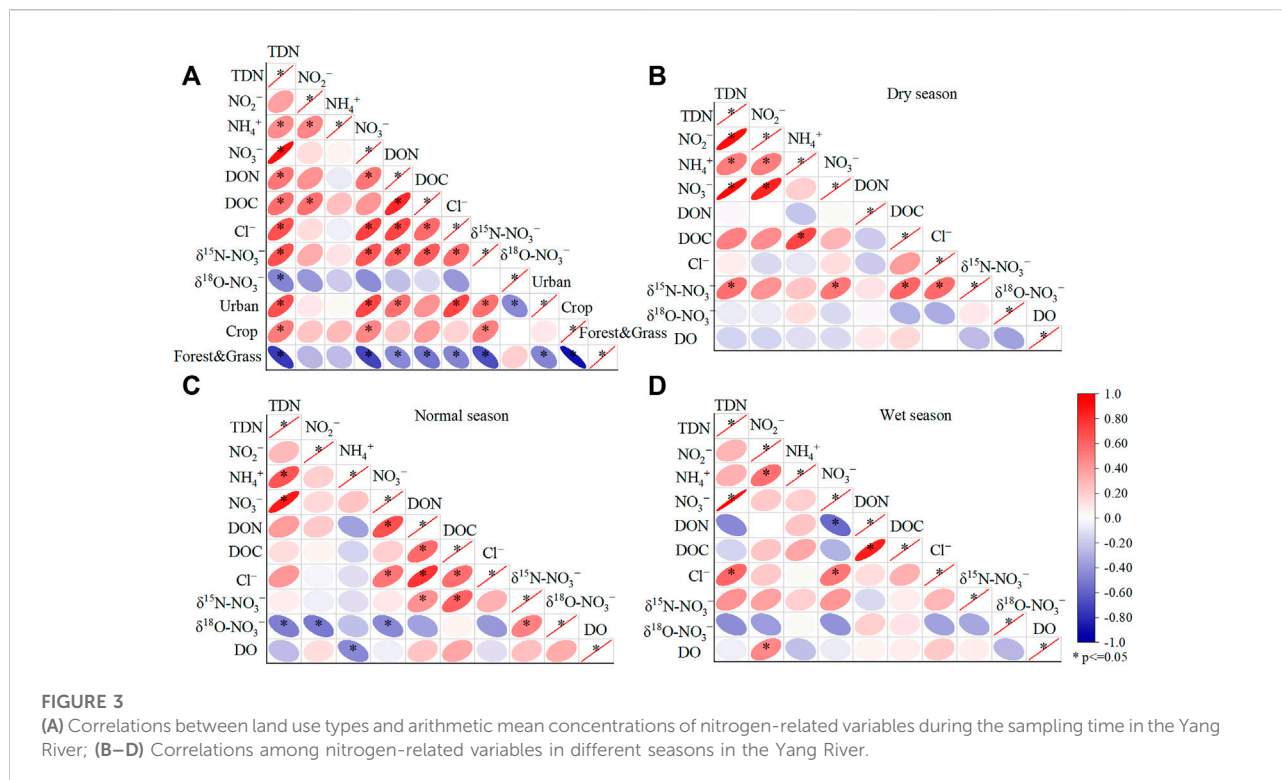 A
TDN
TDN * NO₂⁻
NO₂⁻ * NH₄⁺
NH₄⁺ * * * NO₃⁻
NO₃⁻ * * DON
DON * * * DOC
DOC * * * * Cl⁻
Cl⁻ * * * * * δ¹⁵N-NO₃⁻
δ¹⁵N-NO₃⁻ * * * * * * δ¹⁸O-NO₃⁻
δ¹⁸O-NO₃⁻ * * Urban
Urban * * * * * * * Crop
Crop * * * * Forest&Grass
Forest&Grass * * * * * * * * *
B
Dry season
TDN
TDN * NO₂⁻
NO₂⁻ * * NH₄⁺
NH₄⁺ * * * NO₃⁻
NO₃⁻ * * * DON
DON * DOC
DOC * * Cl⁻
Cl⁻ * δ¹⁵N-NO₃⁻
δ¹⁵N-NO₃⁻ * * * * * δ¹⁸O-NO₃⁻
δ¹⁸O-NO₃⁻ * DO
DO *
C
Normal season
TDN
TDN * NO₂⁻
NO₂⁻ * NH₄⁺
NH₄⁺ * * NO₃⁻
NO₃⁻ * * DON
DON * * DOC
DOC * * Cl⁻
Cl⁻ * * * * δ¹⁵N-NO₃⁻
δ¹⁵N-NO₃⁻ * * * δ¹⁸O-NO₃⁻
δ¹⁸O-NO₃⁻ * * * * * DO
DO * *
D
Wet season
TDN
TDN * NO₂⁻
NO₂⁻ * NH₄⁺
NH₄⁺ * * NO₃⁻
NO₃⁻ * * DON
DON * * DOC
DOC * * Cl⁻
Cl⁻ * * * δ¹⁵N-NO₃⁻
δ¹⁵N-NO₃⁻ * δ¹⁸O-NO₃⁻
δ¹⁸O-NO₃⁻ * DO
DO * *
1.0
0.80
0.60
0.40
0.20
0.0
-0.20
-0.40
-0.60
-0.80
-1.0
* p<=0.05
FIGURE 3
(A) Correlations between land use types and arithmetic mean concentrations of nitrogen-related variables during the sampling time in the Yang
River; (B–D) Correlations among nitrogen-related variables in different seasons in the Yang River.